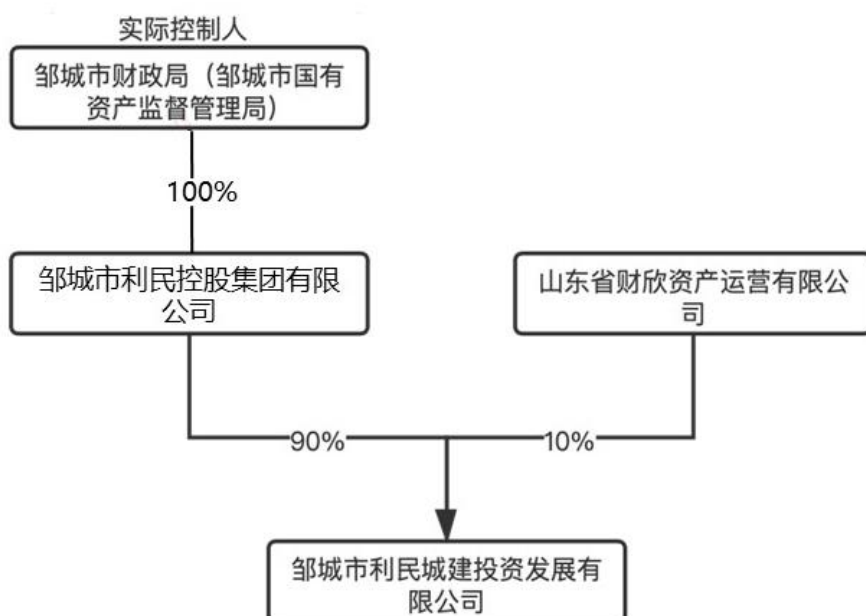 实际控制人
邹城市财政局（邹城市国有
资产监督管理局）
100%
邹城市利民控股集团有限
公司
山东省财欣资产运营有限公
司
90%
10%
邹城市利民城建投资发展有
限公司